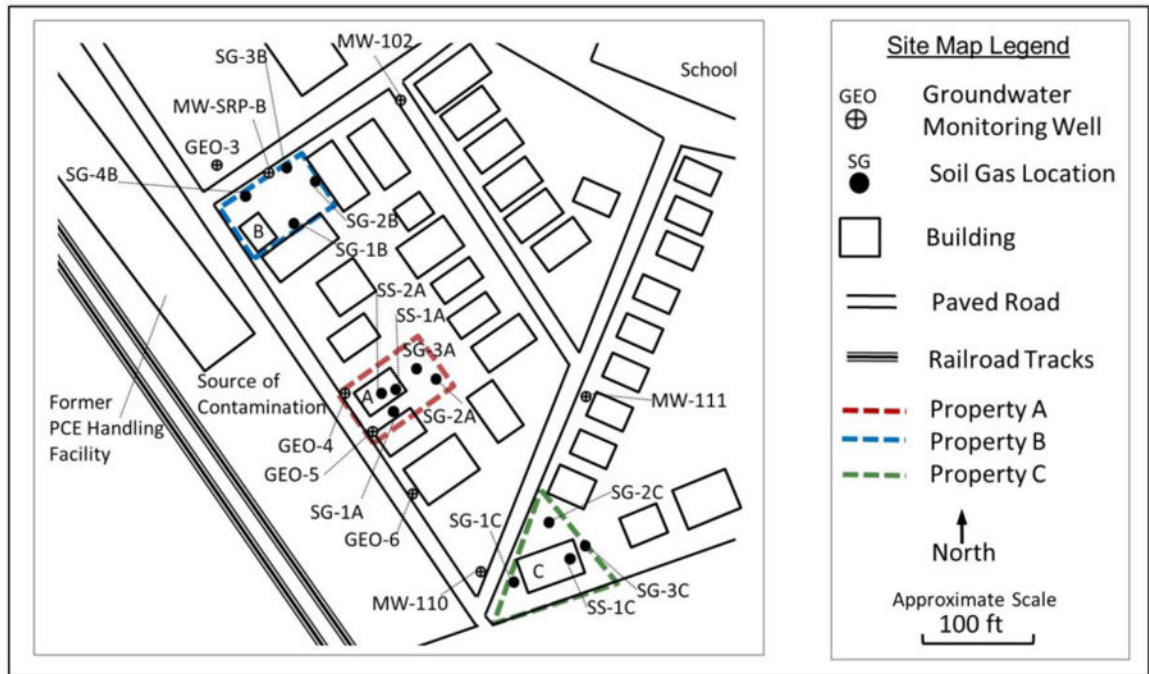 MW-102
SG-3B
School
MW-SRP-B
GEO-3
SG-4B
B
SG-2B
SG-1B
SS-2A
SS-1A
SG-3A
A
Source of
Contamination
SG-2A
MW-111
Former
PCE Handling
Facility
GEO-4
GEO-5
SG-1A
GEO-6
SG-2C
SG-1C
C
MW-110
SG-3C
SS-1C
Site Map Legend
GEO
Groundwater
Monitoring Well
SG
Soil Gas Location
Building
Paved Road
Railroad Tracks
Property A
Property B
Property C
North
Approximate Scale
100 ft